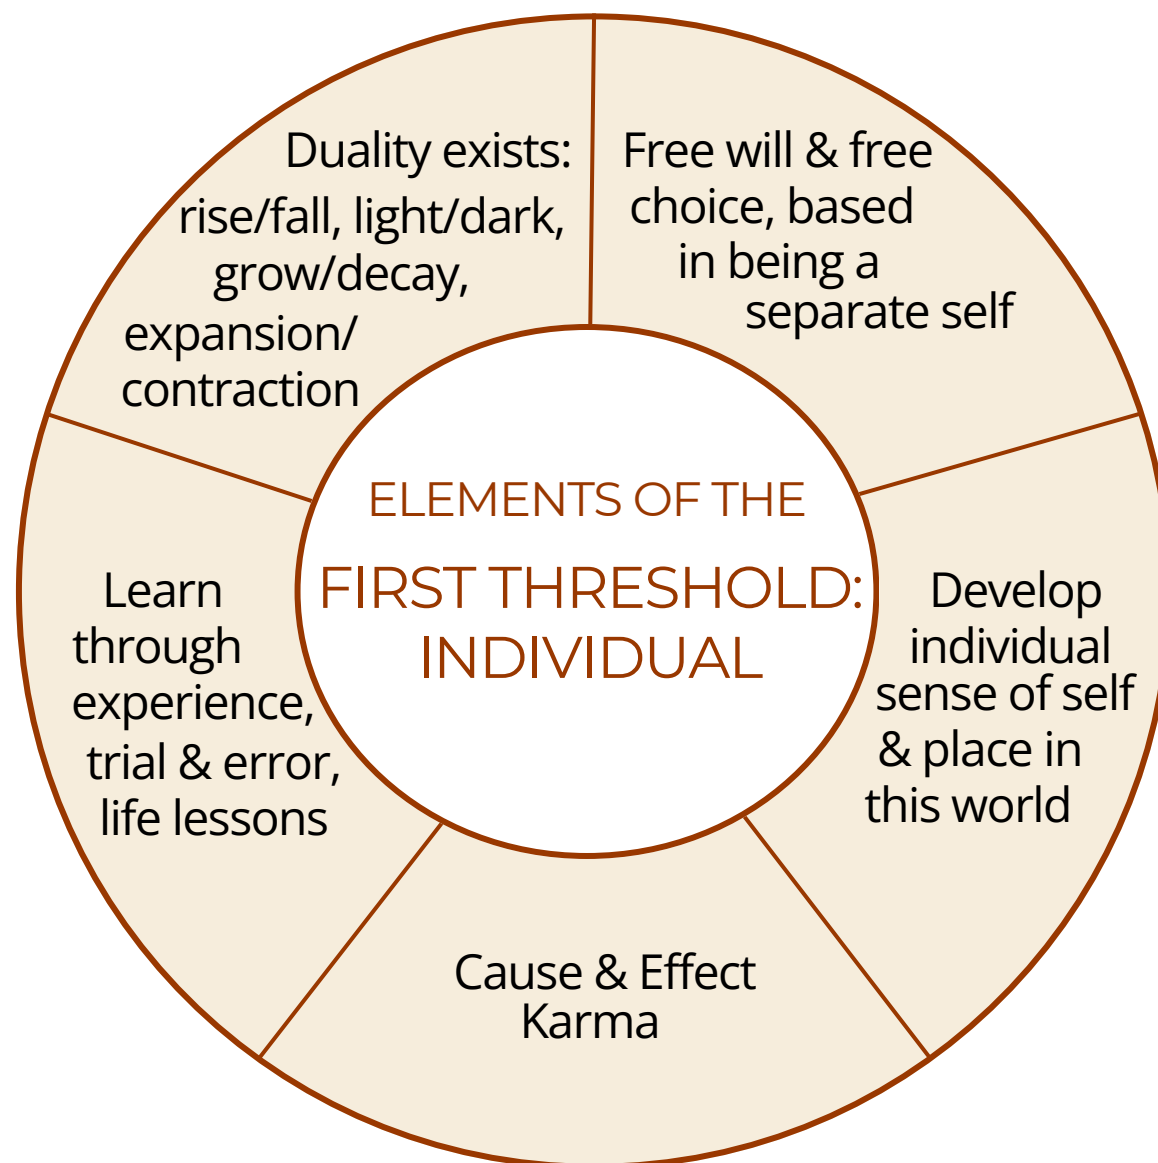 Duality exists:
rise/fall, light/dark,
grow/decay,
expansion/
contraction
Free will & free
choice, based
in being a
separate self
ELEMENTS OF THE
FIRST THRESHOLD:
INDIVIDUAL
Learn
through
experience,
trial & error,
life lessons
Develop
individual
sense of self
& place in
this world
Cause & Effect
Karma